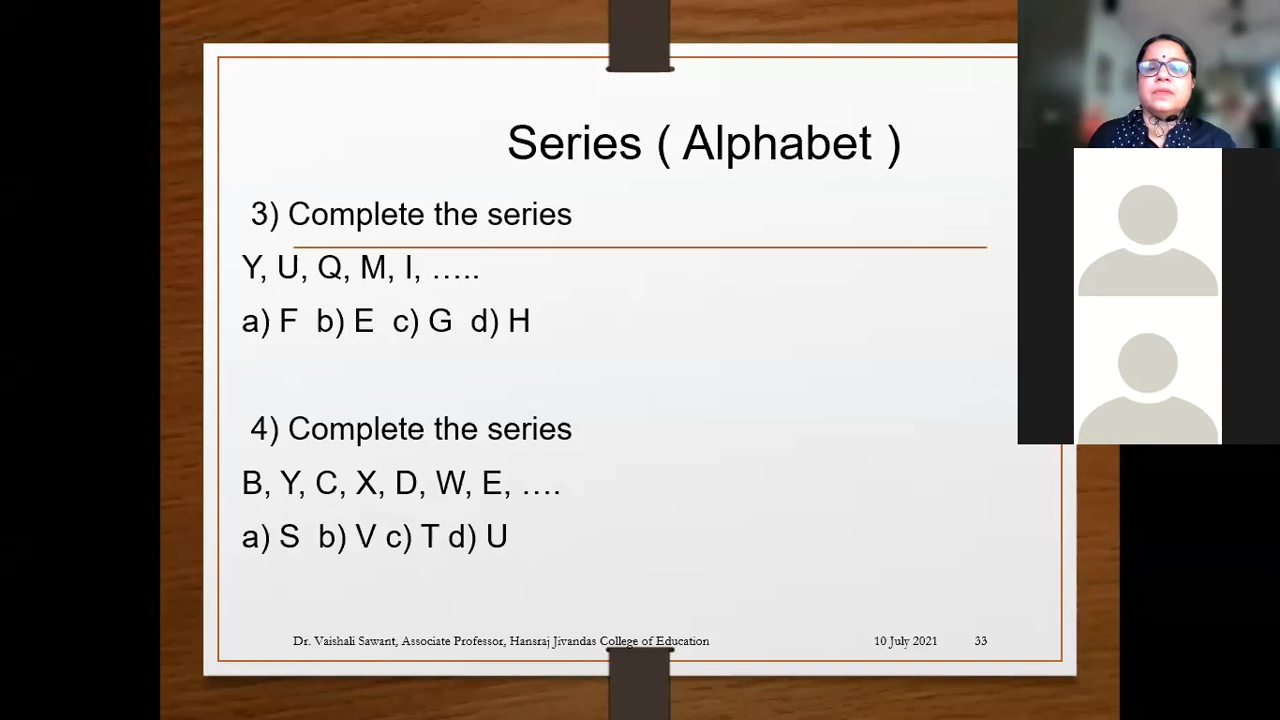 Series ( Alphabet )
3) Complete the series
Y, U, Q, M, I, …..
a) F b) E c) G d) H
4) Complete the series
B, Y, C, X, D, W, E, ….
a) S b) V c) T d) U
Dr. Vaishali Sawant, Associate Professor, Hansraj Jivandas College of Education 10 July 2021 33